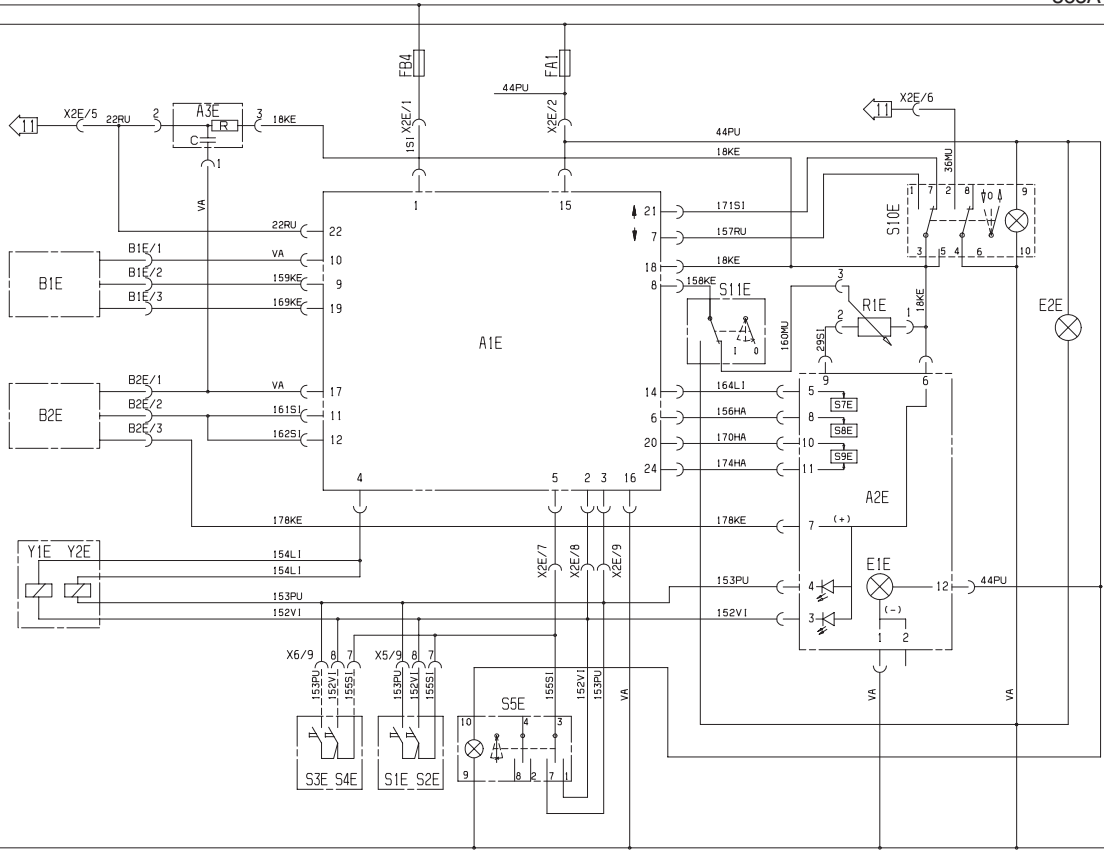 FB4
FA1
44PU
X2E/1
1SI
X2E/2
11
X2E/5
22RU
2
A3E
R
C
3
18KE
1
VA
11
X2E/6
44PU
18KE
36MU
1 7 2 8 0 9
S10E
3 5 4 6 10
1
15
21
171SI
7
157RU
18
18KE
8
158KE
22RU
22
B1E
B1E/1
VA
10
B1E/2
159KE
9
B1E/3
169KE
19
A1E
S11E
1 0
160MU
3
R1E
2
1
29SI
18KE
E2E
9
6
B2E
B2E/1
VA
17
B2E/2
161SI
11
B2E/3
162SI
12
14
164LI
5
S7E
6
156HA
8
S8E
20
170HA
10
S9E
24
174HA
11
A2E
4
5
2
3
16
178KE
178KE
7
(+)
X2E/7
X2E/8
X2E/9
Y1E Y2E
154LI
154LI
153PU
152VI
153PU
4
152VI
3
E1E
12
44PU
(-)
1
2
VA
VA
X6/9 8 7
153PU
152VI
155SI
X5/9 8 7
153PU
152VI
155SI
155SI
152VI
153PU
VA
S3E S4E
S1E S2E
S5E
10 4 3
9 8 2 7 1